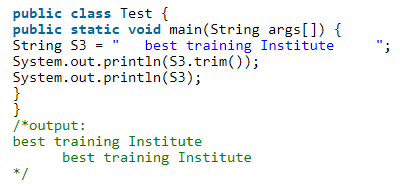 public class Test {
public static void main(String args[]) {
String S3 = "   best training Institute     ";
System.out.println(S3.trim());
System.out.println(S3);
}
}
/*output:
best training Institute
      best training Institute
*/